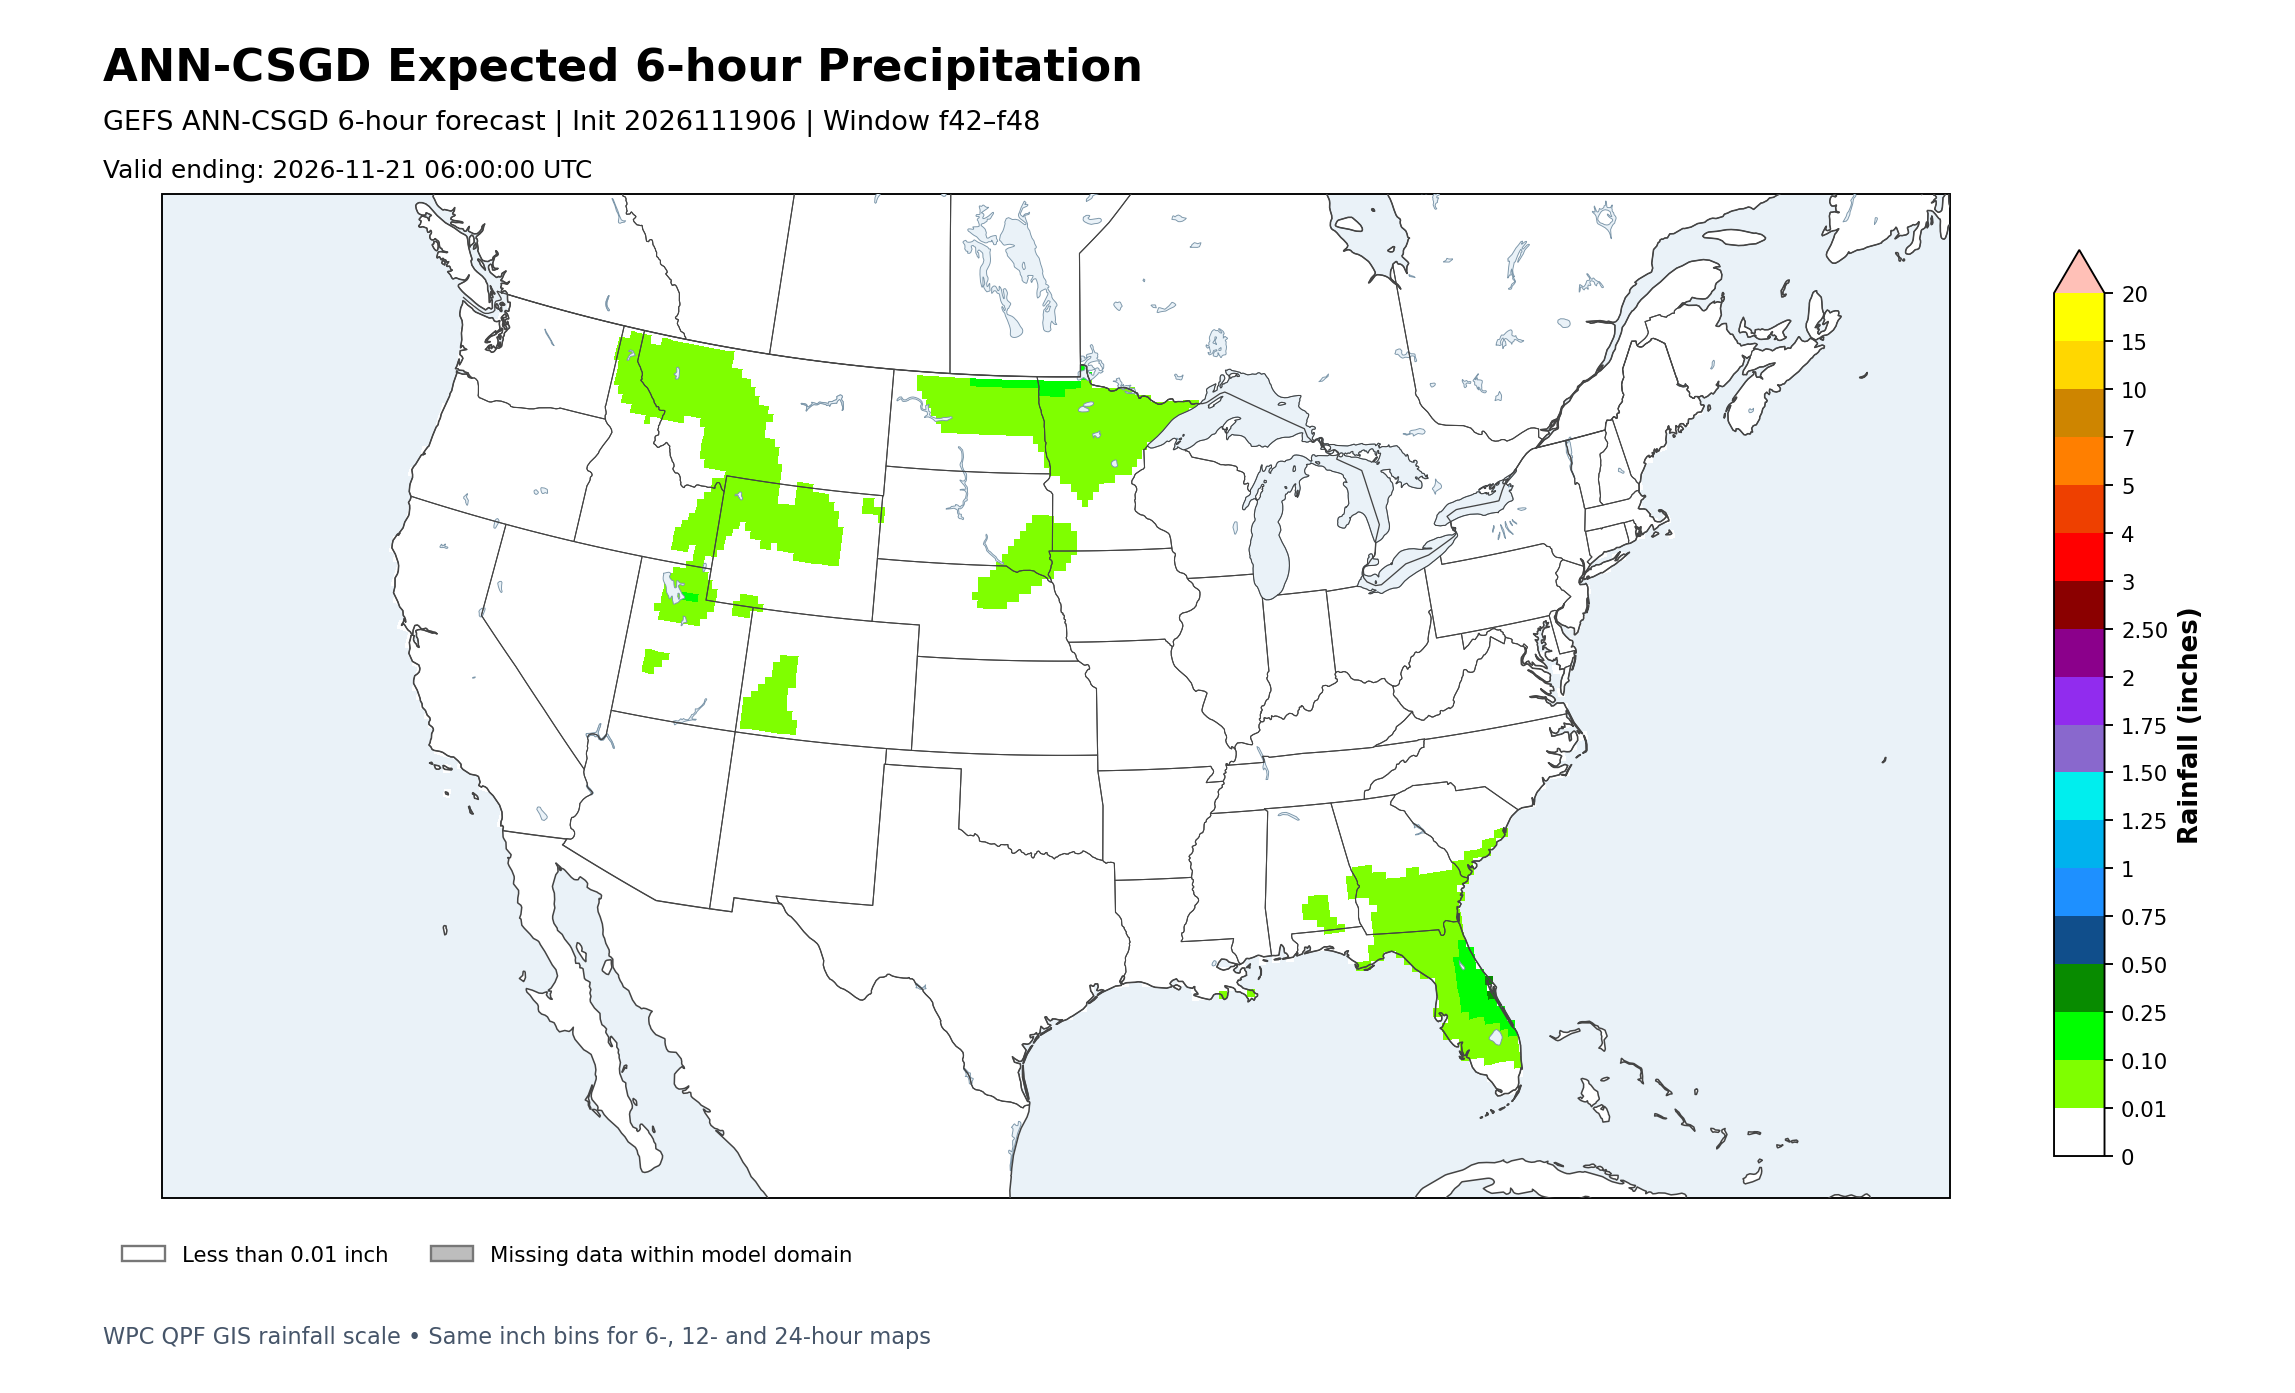 ANN-CSGD Expected 6-hour Precipitation
GEFS ANN-CSGD 6-hour forecast | Init 2026111906 | Window f42–f48
Valid ending: 2026-11-21 06:00:00 UTC
20
15
10
7
5
4
3
2.50
2
1.75
1.50
1.25
1
0.75
0.50
0.25
0.10
0.01
0
Rainfall (inches)
Less than 0.01 inch
Missing data within model domain
WPC QPF GIS rainfall scale • Same inch bins for 6-, 12- and 24-hour maps